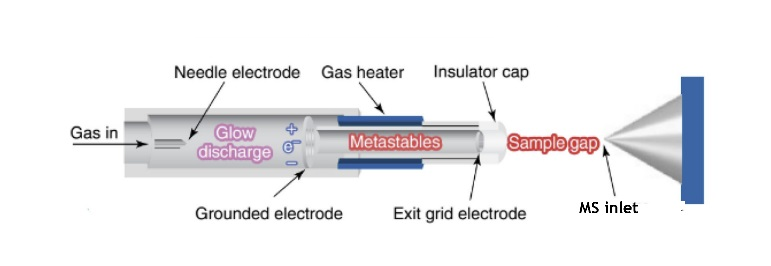 Needle electrode
Gas heater
Insulator cap
Gas in
Glow
discharge
+
e⁻
−
Metastables
Sample gap
Grounded electrode
Exit grid electrode
MS inlet